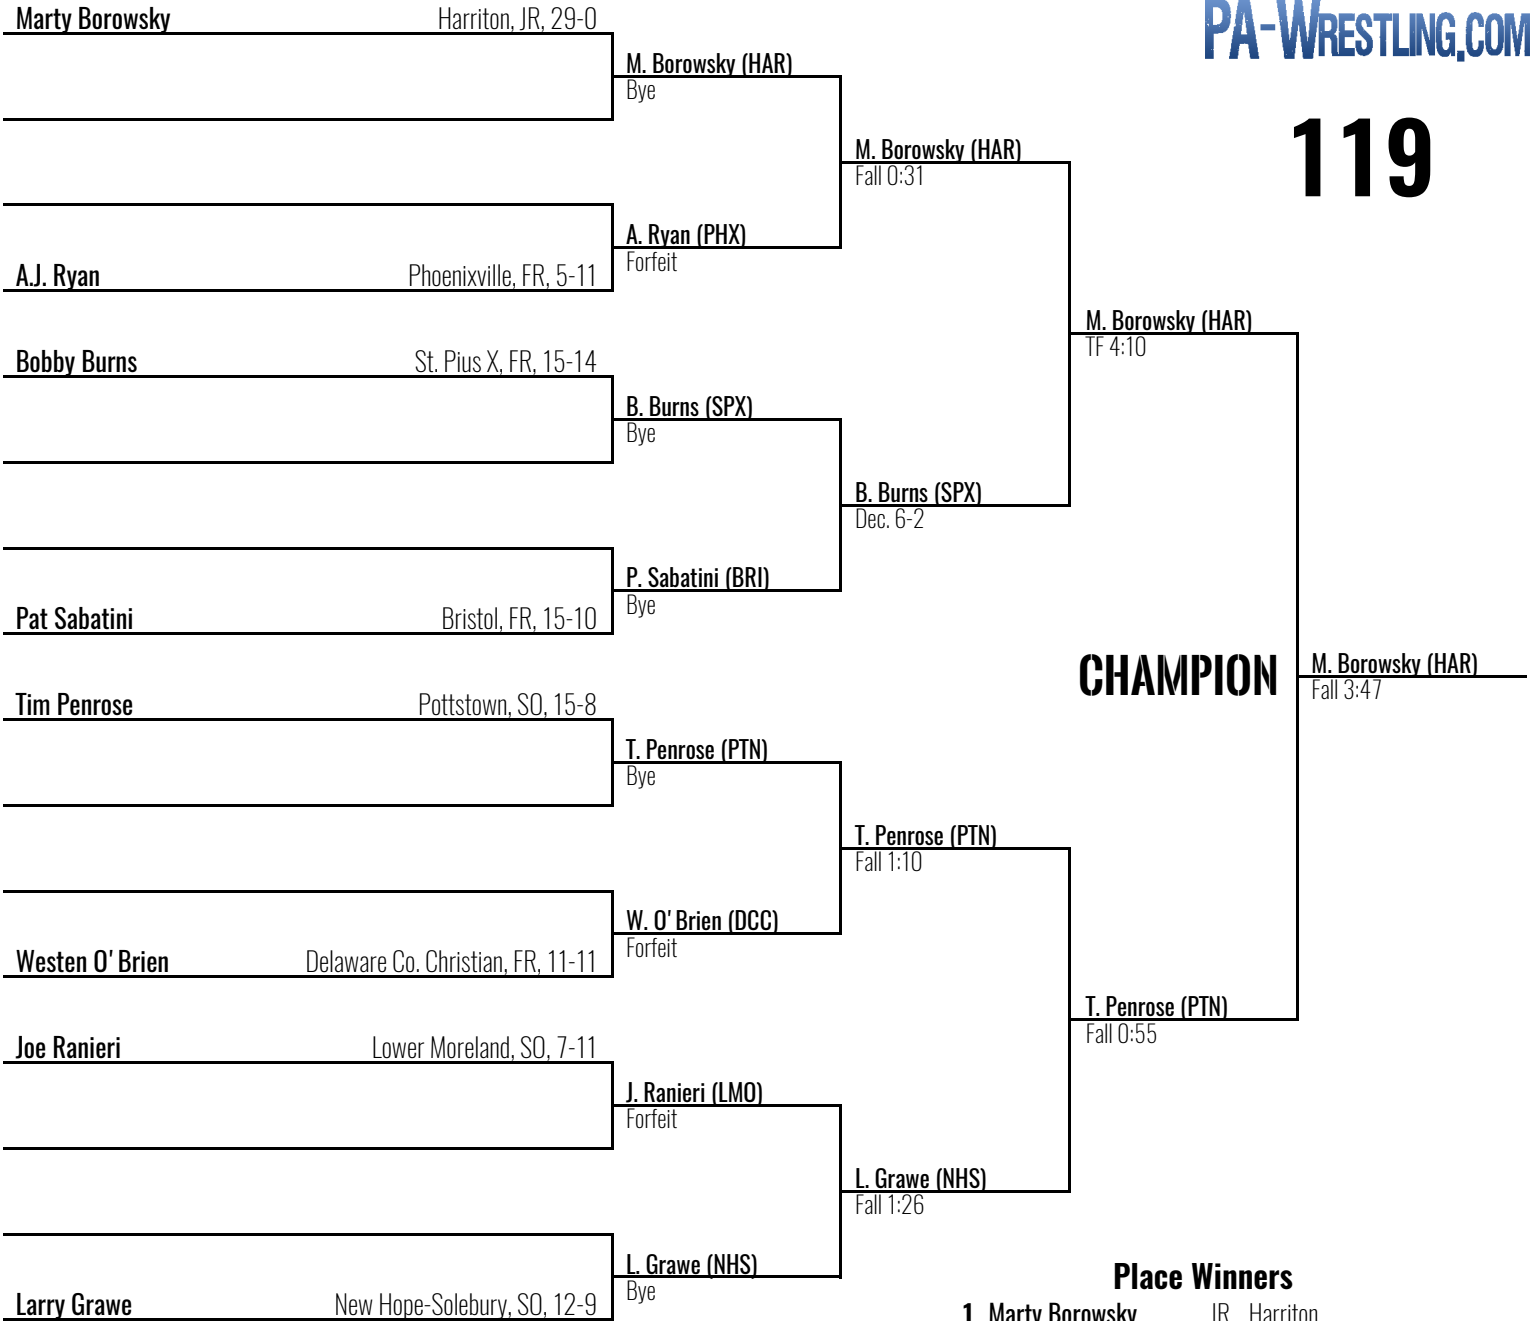 PA-WRESTLING.COM
119
Marty Borowsky Harriton, JR, 29-0
M. Borowsky (HAR)
Bye
M. Borowsky (HAR)
Fall 0:31
A. Ryan (PHX)
Forfeit
A.J. Ryan Phoenixville, FR, 5-11
M. Borowsky (HAR)
TF 4:10
Bobby Burns St. Pius X, FR, 15-14
B. Burns (SPX)
Bye
B. Burns (SPX)
Dec. 6-2
P. Sabatini (BRI)
Bye
Pat Sabatini Bristol, FR, 15-10
CHAMPION
M. Borowsky (HAR)
Fall 3:47
Tim Penrose Pottstown, SO, 15-8
T. Penrose (PTN)
Bye
T. Penrose (PTN)
Fall 1:10
W. O'Brien (DCC)
Forfeit
Westen O'Brien Delaware Co. Christian, FR, 11-11
T. Penrose (PTN)
Fall 0:55
Joe Ranieri Lower Moreland, SO, 7-11
J. Ranieri (LMO)
Forfeit
L. Grawe (NHS)
Fall 1:26
L. Grawe (NHS)
Bye
Larry Grawe New Hope-Solebury, SO, 12-9
Place Winners
1 Marty Borowsky JR Harriton